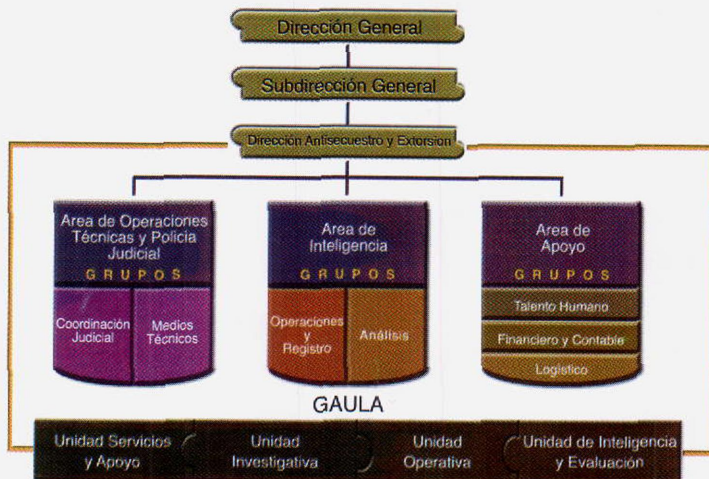 Dirección General
Subdirección General
Dirección Antisecuestro y Extorsion
Area de Operaciones
Técnicas y Policia
Judicial
GRUPOS
Coordinación
Judicial
Medios
Técnicos
Area de
Inteligencia
GRUPOS
Operaciones
y
Registro
Análisis
Area de
Apoyo
GRUPOS
Talento Humano
Financiero y Contable
Logístico
GAULA
Unidad Servicios
y Apoyo
Unidad
Investigativa
Unidad
Operativa
Unidad de Inteligencia
y Evaluación